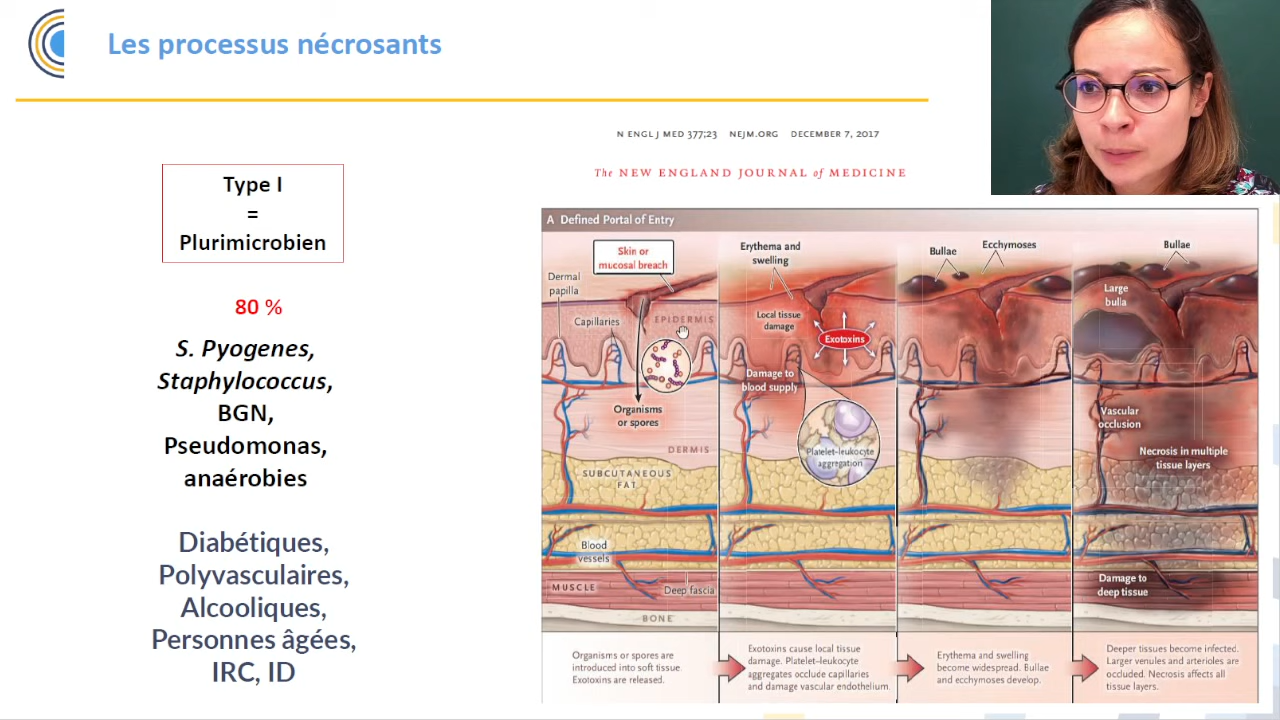 Les processus nécrosants
Type I
=
Plurimicrobien
80 %
S. Pyogenes,
Staphylococcus,
BGN,
Pseudomonas,
anaérobies
Diabétiques,
Polyvasculaires,
Alcooliques,
Personnes âgées,
IRC, ID
N ENGL J MED 377;23 NEJM.ORG DECEMBER 7, 2017
The NEW ENGLAND JOURNAL of MEDICINE
A Defined Portal of Entry
Skin or
mucosal breach
Dermal
papilla
Capillaries
EPIDERMIS
Organisms
or spores
DERMIS
SUBCUTANEOUS
FAT
Blood
vessels
MUSCLE
Deep fascia
BONE
Organisms or spores are
introduced into soft tissue.
Exotoxins are released.
Erythema and
swelling
Local tissue
damage
Exotoxins
Damage to
blood supply
Platelet-leukocyte
aggregation
Exotoxins cause local tissue
damage. Platelet–leukocyte
aggregates occlude capillaries
and damage vascular endothelium.
Bullae
Ecchymoses
Erythema and swelling
become widespread. Bullae
and ecchymoses develop.
Bullae
Large
bulla
Vascular
occlusion
Necrosis in multiple
tissue layers
Damage to
deep tissue
Deeper tissues become infected.
Larger venules and arterioles are
occluded. Necrosis affects all
tissue layers.